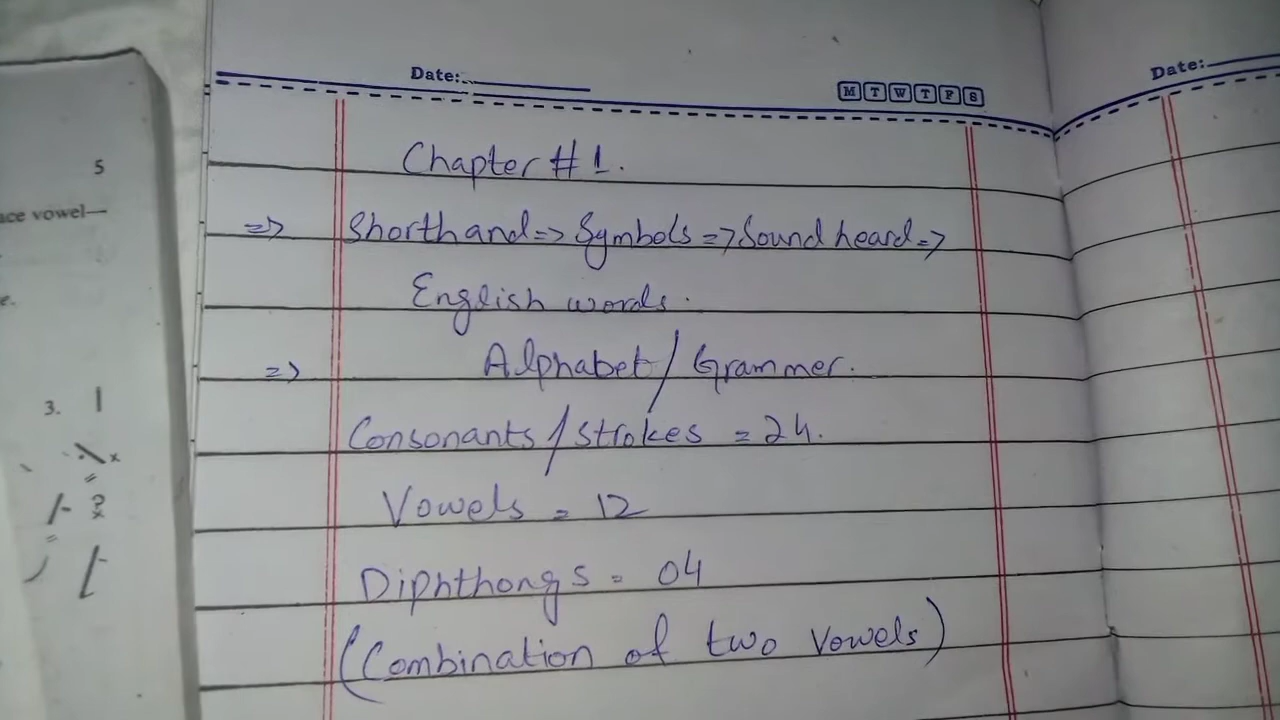 5
ace vowel—
e.
3.
Date:
M T W T F S
Date:
Chapter # 1.
=> Shorthand => Symbols => Sound heard =>
English words.
=> Alphabet / Grammer.
Consonants / strokes = 24.
Vowels = 12
Diphthongs = 04
(Combination of two vowels)